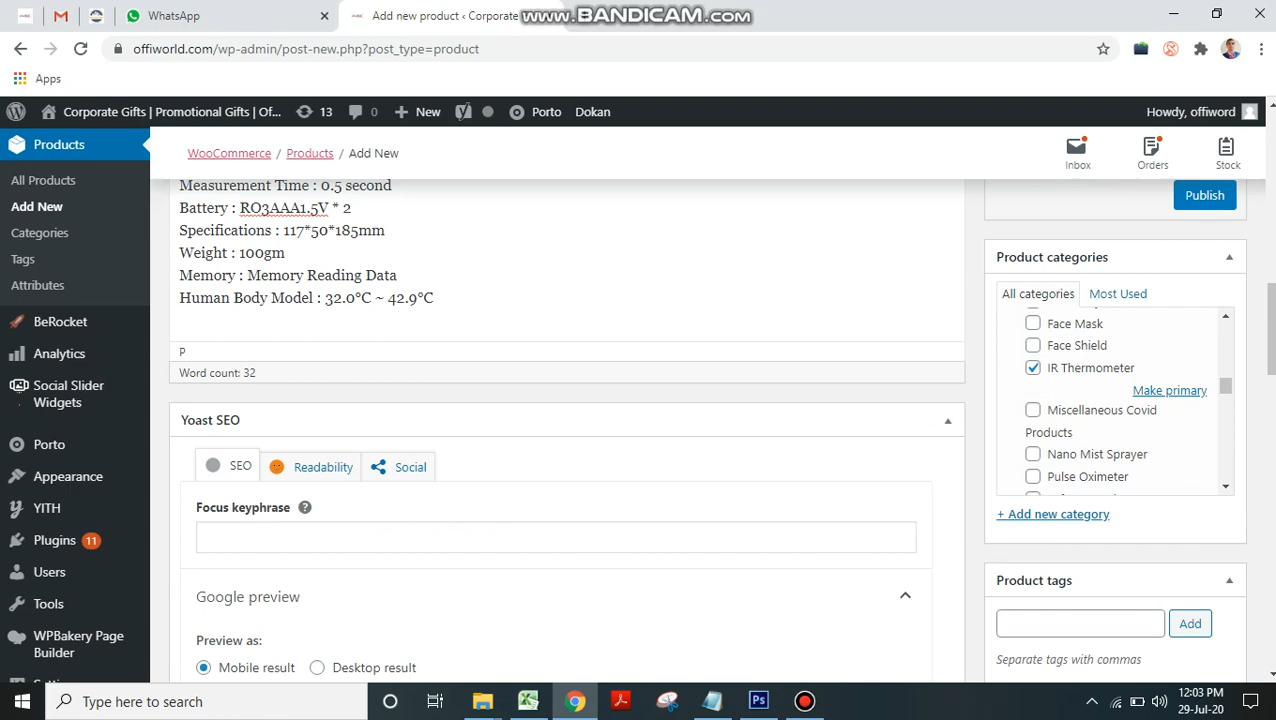 WhatsApp
Add new product ‹ Corporate
www.BANDICAM.com
offiworld.com/wp-admin/post-new.php?post_type=product
Apps
Corporate Gifts | Promotional Gifts | Of...
13
0
New
Porto
Dokan
Howdy, offiword
Products
WooCommerce / Products / Add New
Inbox
Orders
Stock
All Products
Add New
Categories
Tags
Attributes
BeRocket
Analytics
Social Slider
Widgets
Porto
Appearance
YITH
Plugins 11
Users
Tools
WPBakery Page
Builder
Measurement Time : 0.5 second
Battery : RO3AAA1.5V * 2
Specifications : 117*50*185mm
Weight : 100gm
Memory : Memory Reading Data
Human Body Model : 32.0°C ~ 42.9°C
P
Word count: 32
Yoast SEO
SEO
Readability
Social
Focus keyphrase
Google preview
Preview as:
Mobile result
Desktop result
Publish
Product categories
All categories
Most Used
Face Mask
Face Shield
IR Thermometer
Make primary
Miscellaneous Covid
Products
Nano Mist Sprayer
Pulse Oximeter
+ Add new category
Product tags
Add
Separate tags with commas
Type here to search
12:03 PM
29-Jul-20